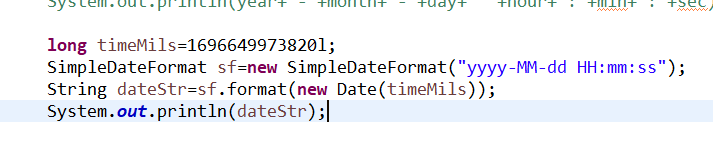 System.out.println(year+"-"+month+"-"+day+" "+hour+":"+min+":"+sec)
long timeMils=1696649973820l;
SimpleDateFormat sf=new SimpleDateFormat("yyyy-MM-dd HH:mm:ss");
String dateStr=sf.format(new Date(timeMils));
System.out.println(dateStr);